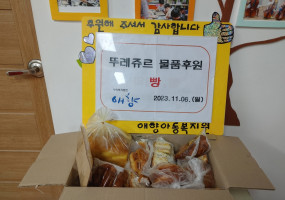 후원해 주셔서 감사합니다
뚜레쥬르 물품후원
빵
애향
2023.11.06.(월)
애향아동복지원